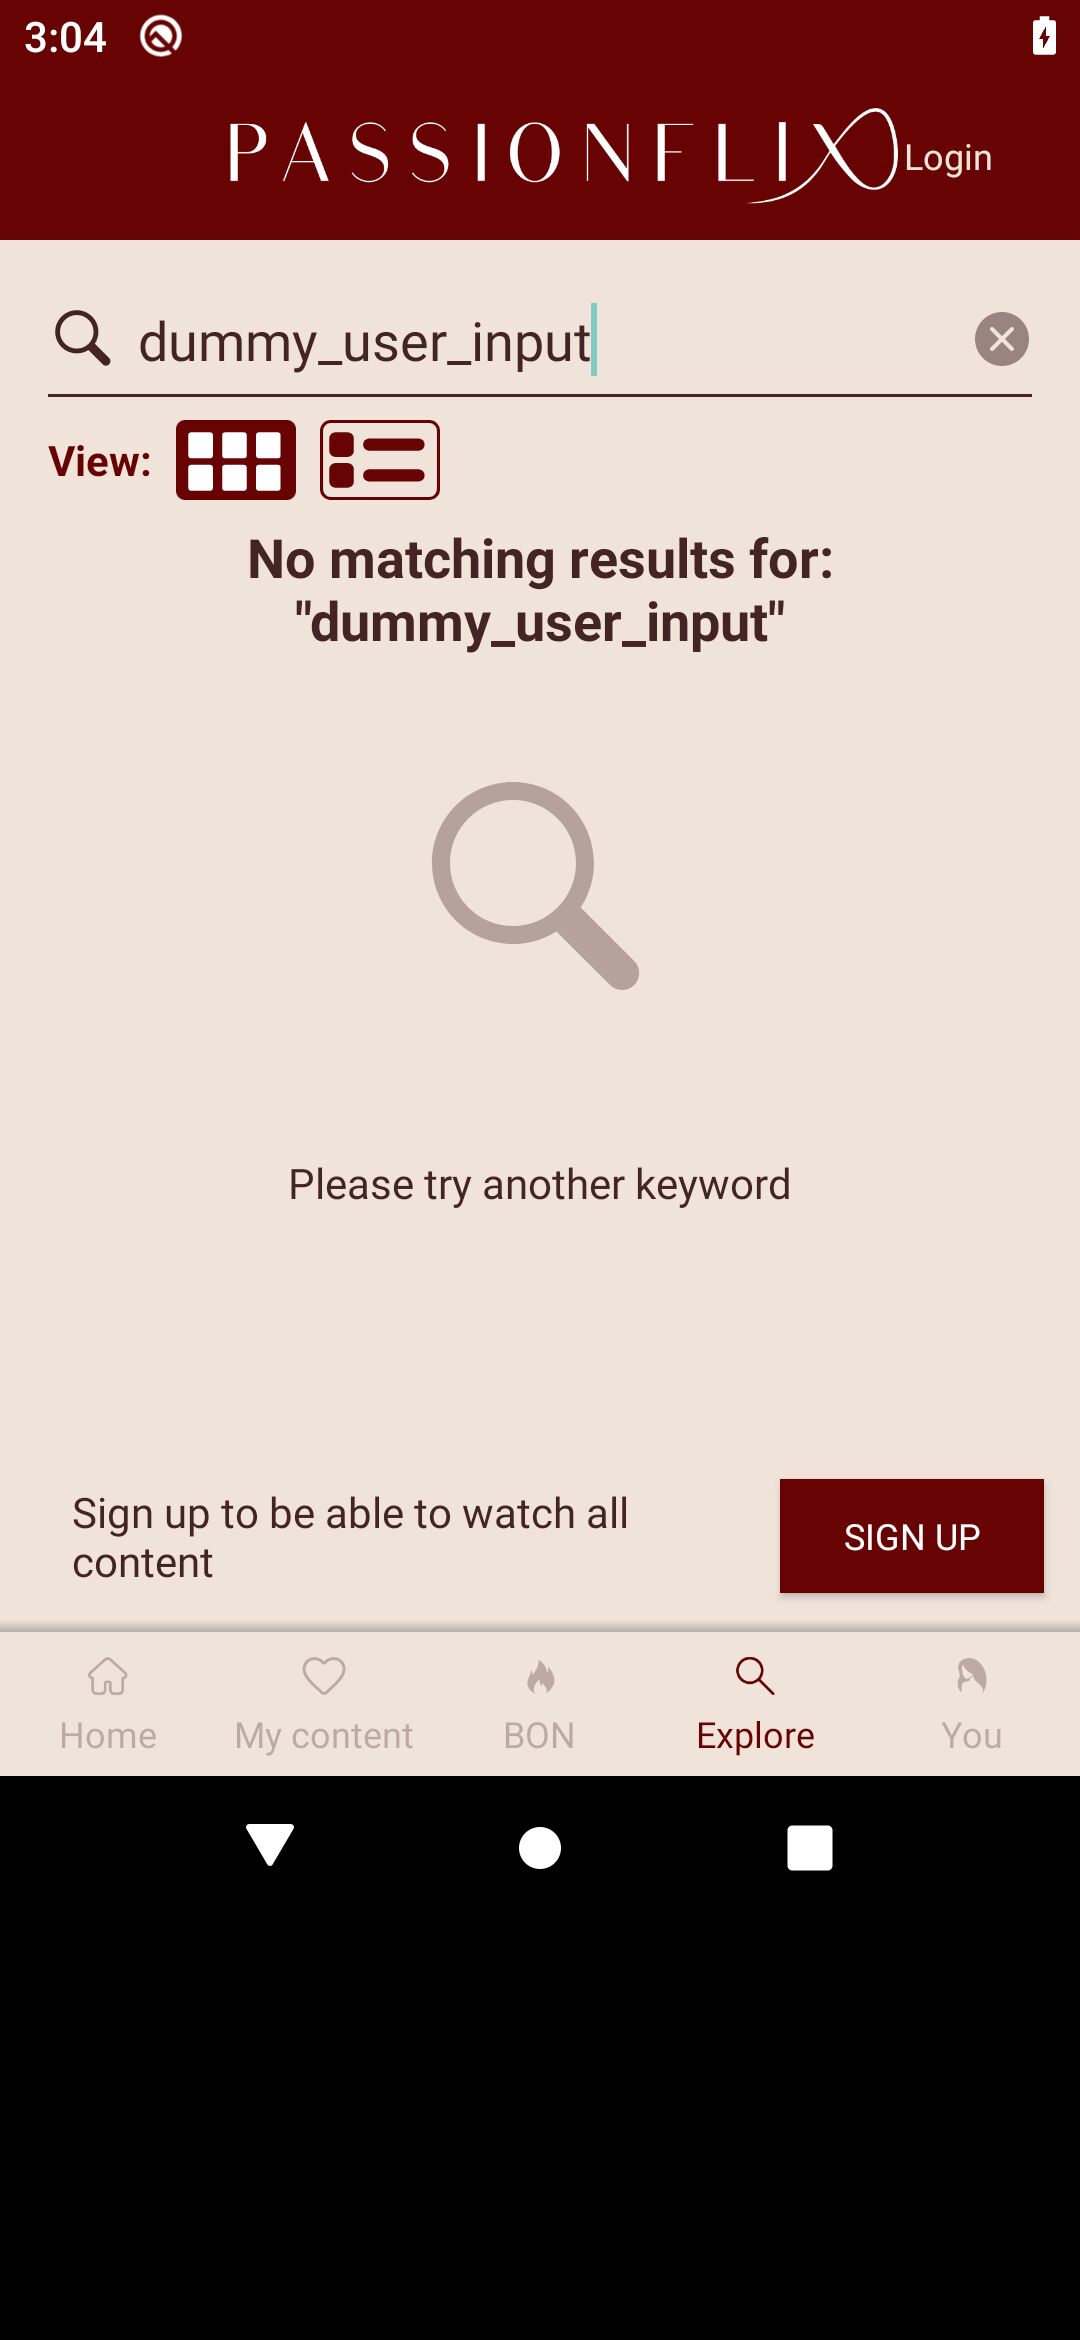 3:04
PASSIONFLIX
Login
dummy_user_input
View:
No matching results for:
"dummy_user_input"
Please try another keyword
Sign up to be able to watch all
content
SIGN UP
Home
My content
BON
Explore
You